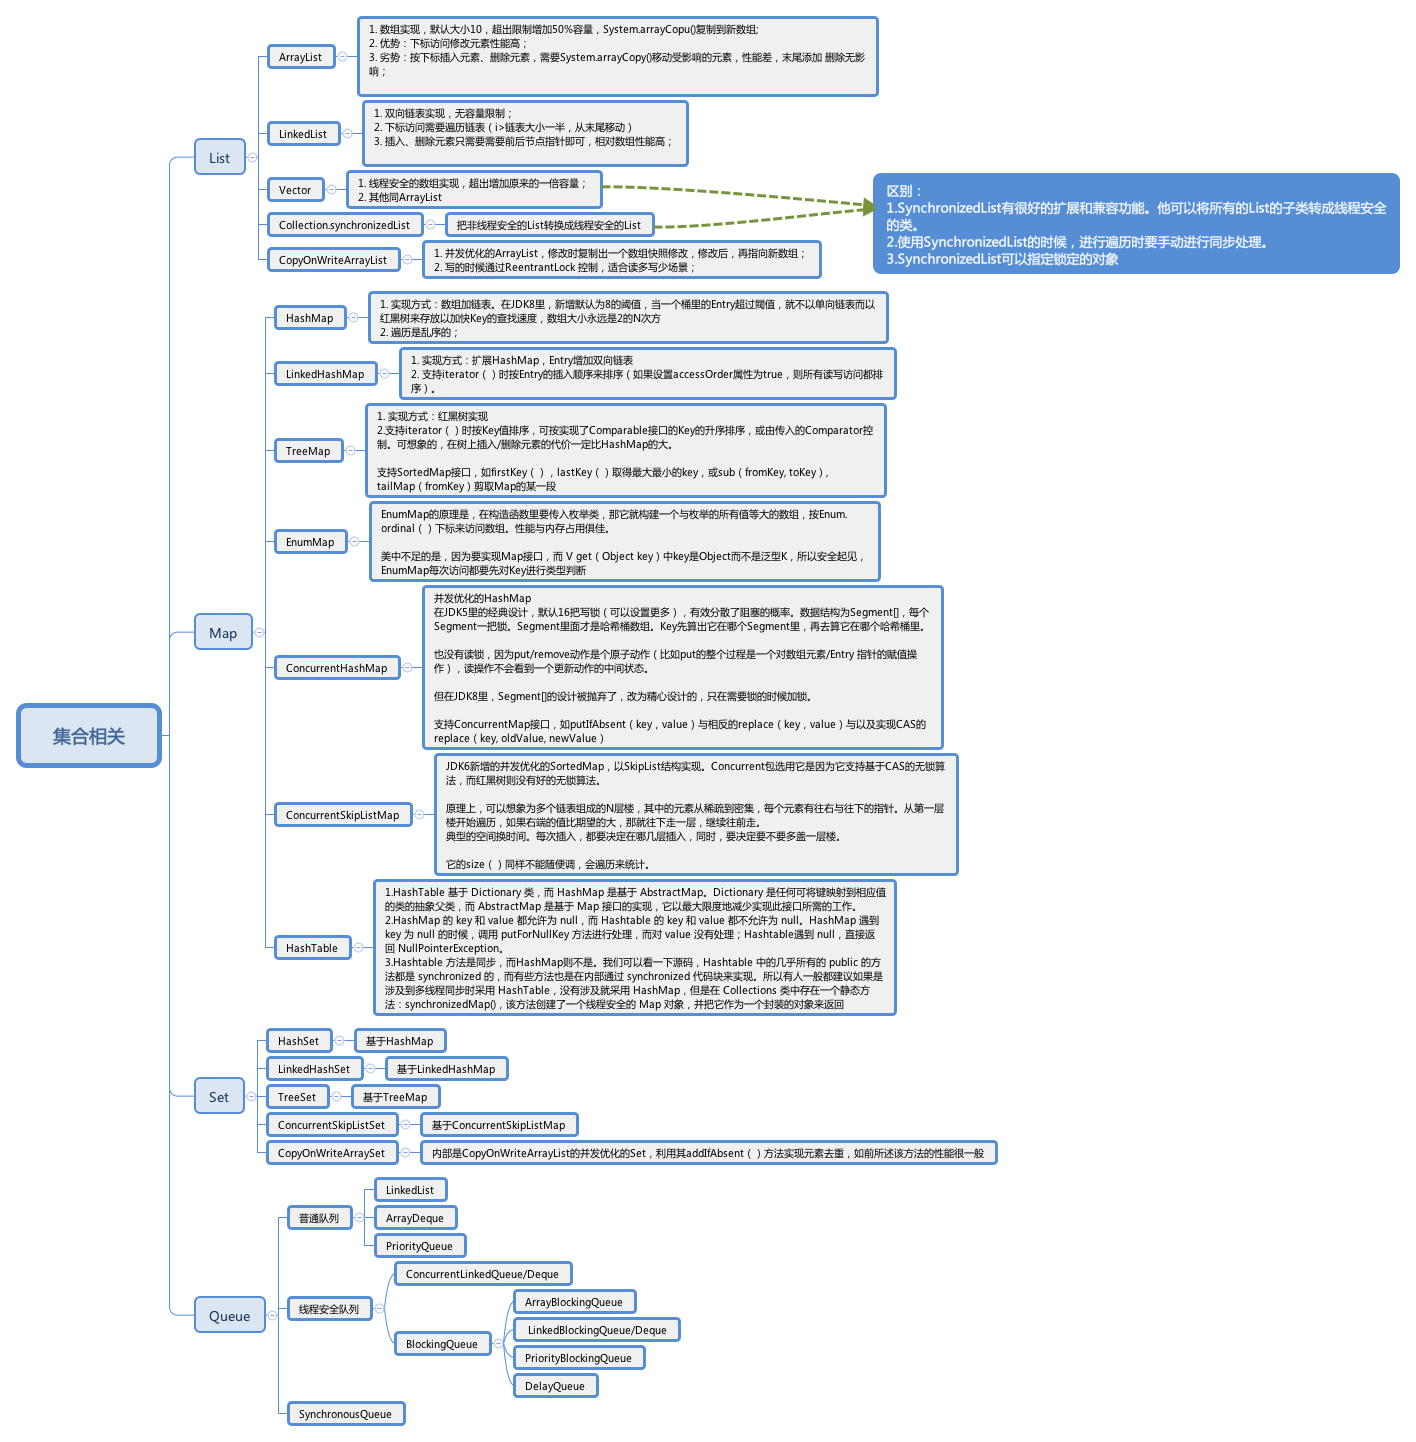 集合相关
List
ArrayList
1. 数组实现，默认大小10，超出限制增加50%容量，System.arrayCopu()复制到新数组;
2. 优势：下标访问修改元素性能高；
3. 劣势：按下标插入元素、删除元素，需要System.arrayCopy()移动受影响的元素，性能差，末尾添加 删除无影
响；
LinkedList
1. 双向链表实现，无容量限制；
2. 下标访问需要遍历链表（ i>链表大小一半，从末尾移动 ）
3. 插入、删除元素只需要需要前后节点指针即可，相对数组性能高；
Vector
1. 线程安全的数组实现，超出增加原来的一倍容量；
2. 其他同ArrayList
Collection.synchronizedList
把非线程安全的List转换成线程安全的List
区别：
1.SynchronizedList有很好的扩展和兼容功能。他可以将所有的List的子类转成线程安全
的类。
2.使用SynchronizedList的时候，进行遍历时要手动进行同步处理。
3.SynchronizedList可以指定锁定的对象
CopyOnWriteArrayList
1. 并发优化的ArrayList，修改时复制出一个数组快照修改，修改后，再指向新数组；
2. 写的时候通过ReentrantLock 控制，适合读多写少场景；
Map
HashMap
1. 实现方式：数组加链表。在JDK8里，新增默认为8的阈值，当一个桶里的Entry超过閥值，就不以单向链表而以
红黑树来存放以加快Key的查找速度，数组大小永远是2的N次方
2. 遍历是乱序的；
LinkedHashMap
1. 实现方式：扩展HashMap，Entry增加双向链表
2. 支持iterator（ ）时按Entry的插入顺序来排序（ 如果设置accessOrder属性为true，则所有读写访问都排
序 ）。
TreeMap
1. 实现方式：红黑树实现
2.支持iterator（ ）时按Key值排序，可按实现了Comparable接口的Key的升序排序，或由传入的Comparator控
制。可想象的，在树上插入/删除元素的代价一定比HashMap的大。
支持SortedMap接口，如firstKey（ ），lastKey（ ）取得最大最小的key，或sub（ fromKey, toKey ）,
tailMap（ fromKey ）剪取Map的某一段
EnumMap
EnumMap的原理是，在构造函数里要传入枚举类，那它就构建一个与枚举的所有值等大的数组，按Enum.
ordinal（ ）下标来访问数组。性能与内存占用俱佳。
美中不足的是，因为要实现Map接口，而 V get（ Object key ）中key是Object而不是泛型K，所以安全起见，
EnumMap每次访问都要先对Key进行类型判断
ConcurrentHashMap
并发优化的HashMap
在JDK5里的经典设计，默认16把写锁（ 可以设置更多 ），有效分散了阻塞的概率。数据结构为Segment[]，每个
Segment一把锁。Segment里面才是哈希桶数组。Key先算出它在哪个Segment里，再去算它在哪个哈希桶里。
也没有读锁，因为put/remove动作是个原子动作（ 比如put的整个过程是一个对数组元素/Entry 指针的赋值操
作 ），读操作不会看到一个更新动作的中间状态。
但在JDK8里，Segment[]的设计被抛弃了，改为精心设计的，只在需要锁的时候加锁。
支持ConcurrentMap接口，如putIfAbsent（ key，value ）与相反的replace（ key，value ）与以及实现CAS的
replace（ key, oldValue, newValue ）
ConcurrentSkipListMap
JDK6新增的并发优化的SortedMap，以SkipList结构实现。Concurrent包选用它是因为它支持基于CAS的无锁算
法，而红黑树则没有好的无锁算法。
原理上，可以想象为多个链表组成的N层楼，其中的元素从稀疏到密集，每个元素有往右与往下的指针。从第一层
楼开始遍历，如果右端的值比期望的大，那就往下走一层，继续往前走。
典型的空间换时间。每次插入，都要决定在哪几层插入，同时，要决定要不要多盖一层楼。
它的size（ ）同样不能随便调，会遍历来统计。
HashTable
1.HashTable 基于 Dictionary 类，而 HashMap 是基于 AbstractMap。Dictionary 是任何可将键映射到相应值
的类的抽象父类，而 AbstractMap 是基于 Map 接口的实现，它以最大限度地减少实现此接口所需的工作。
2.HashMap 的 key 和 value 都允许为 null，而 Hashtable 的 key 和 value 都不允许为 null。HashMap 遇到
key 为 null 的时候，调用 putForNullKey 方法进行处理，而对 value 没有处理；Hashtable遇到 null，直接返
回 NullPointerException。
3.Hashtable 方法是同步，而HashMap则不是。我们可以看一下源码，Hashtable 中的几乎所有的 public 的方
法都是 synchronized 的，而有些方法也是在内部通过 synchronized 代码块来实现。所以有人一般都建议如果是
涉及到多线程同步时采用 HashTable，没有涉及就采用 HashMap，但是在 Collections 类中存在一个静态方
法：synchronizedMap()，该方法创建了一个线程安全的 Map 对象，并把它作为一个封装的对象来返回
Set
HashSet
基于HashMap
LinkedHashSet
基于LinkedHashMap
TreeSet
基于TreeMap
ConcurrentSkipListSet
基于ConcurrentSkipListMap
CopyOnWriteArraySet
内部是CopyOnWriteArrayList的并发优化的Set，利用其addIfAbsent（ ）方法实现元素去重，如前所述该方法的性能很一般
Queue
普通队列
LinkedList
ArrayDeque
PriorityQueue
线程安全队列
ConcurrentLinkedQueue/Deque
BlockingQueue
ArrayBlockingQueue
LinkedBlockingQueue/Deque
PriorityBlockingQueue
DelayQueue
SynchronousQueue